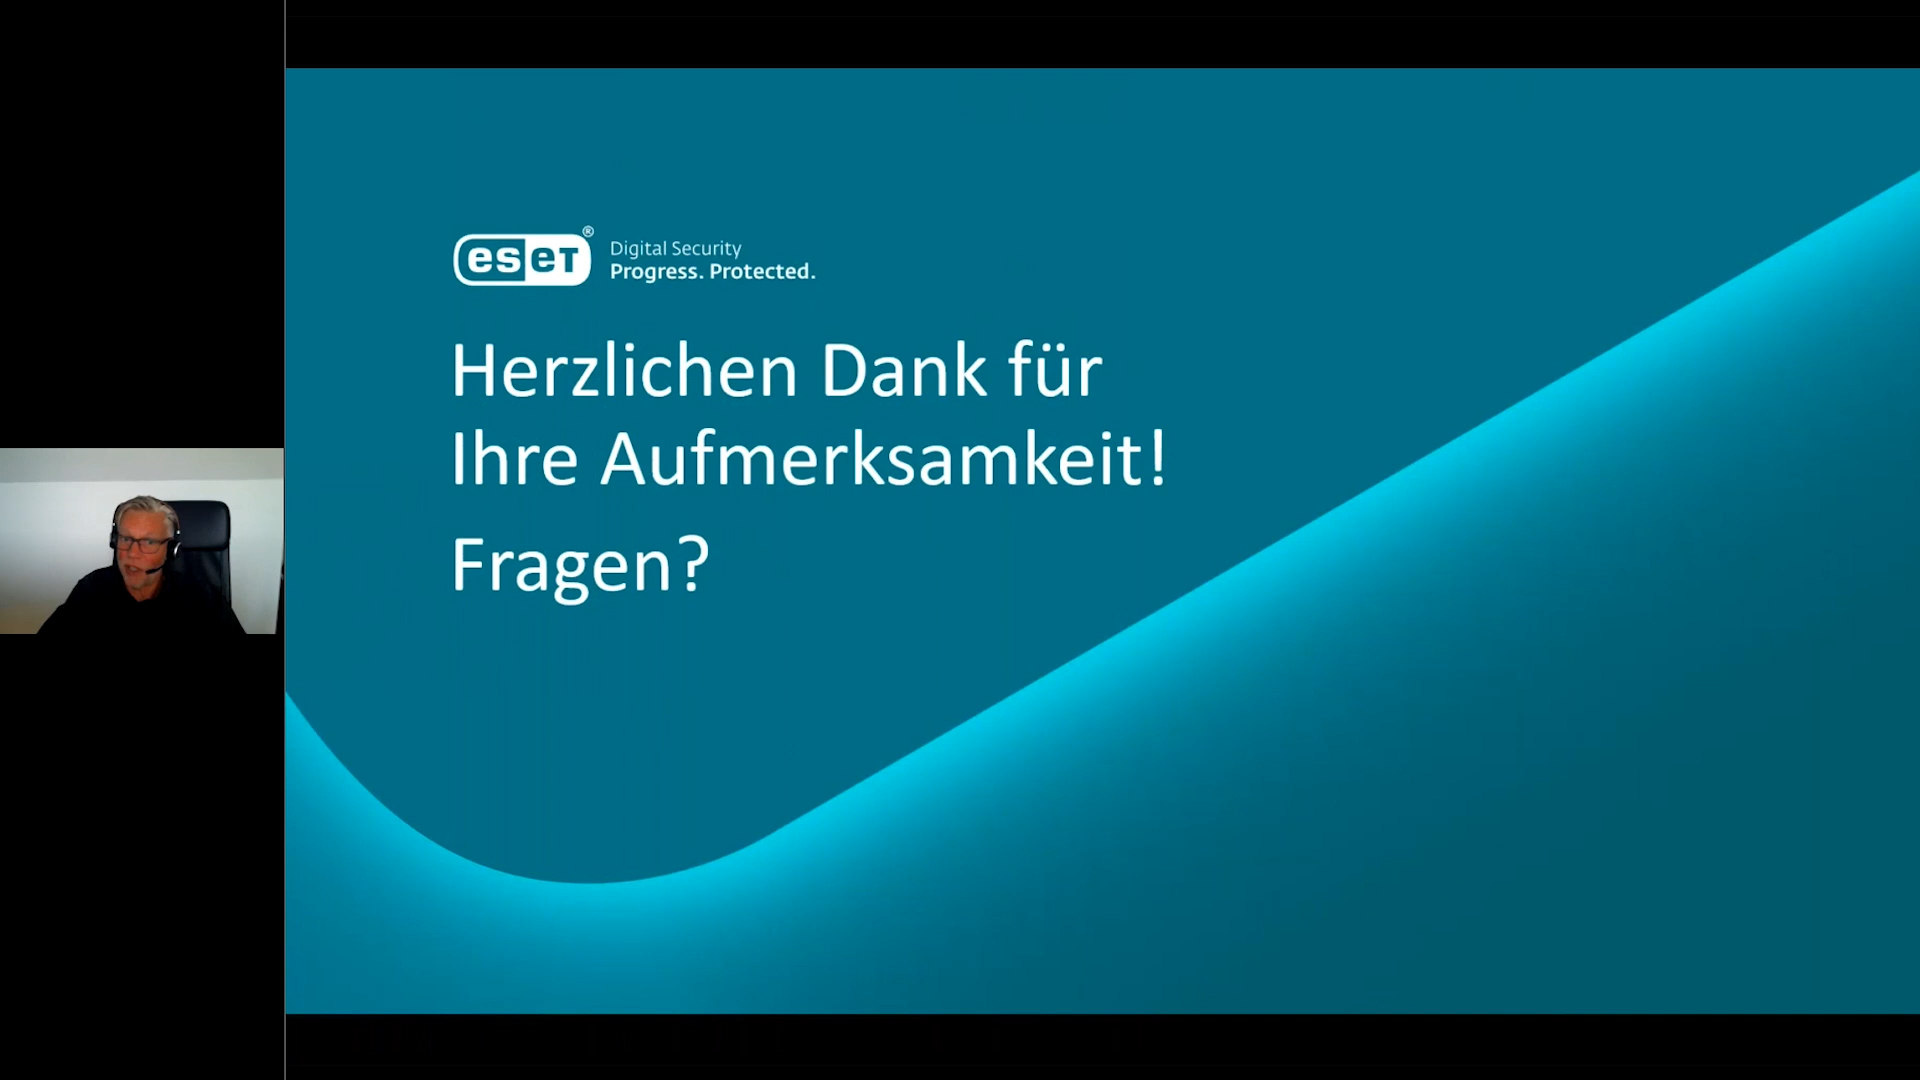 eset®
Digital Security
Progress. Protected.
Herzlichen Dank für
Ihre Aufmerksamkeit!
Fragen?